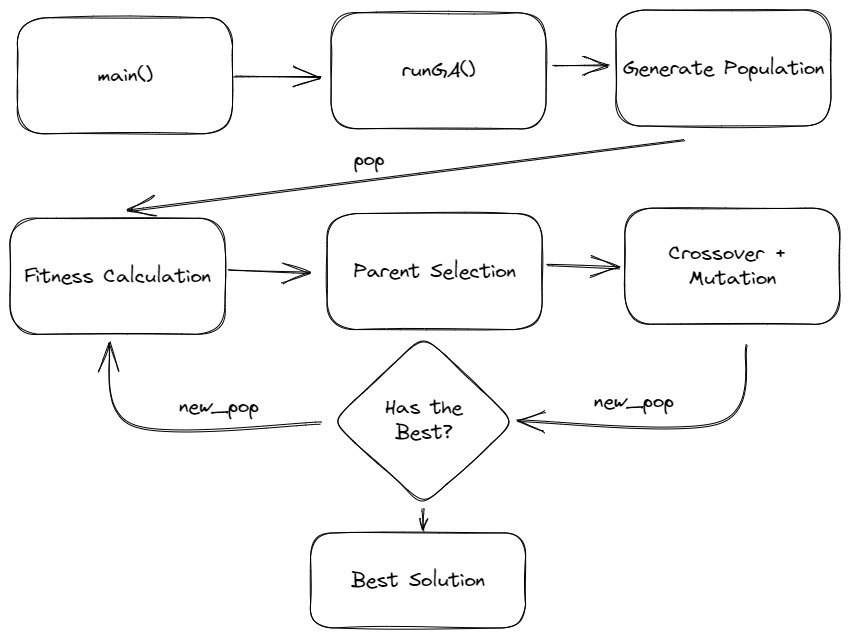 main()
runGA()
Generate Population
pop
Fitness Calculation
Parent Selection
Crossover +
Mutation
new_pop
Has the
Best?
new_pop
Best Solution